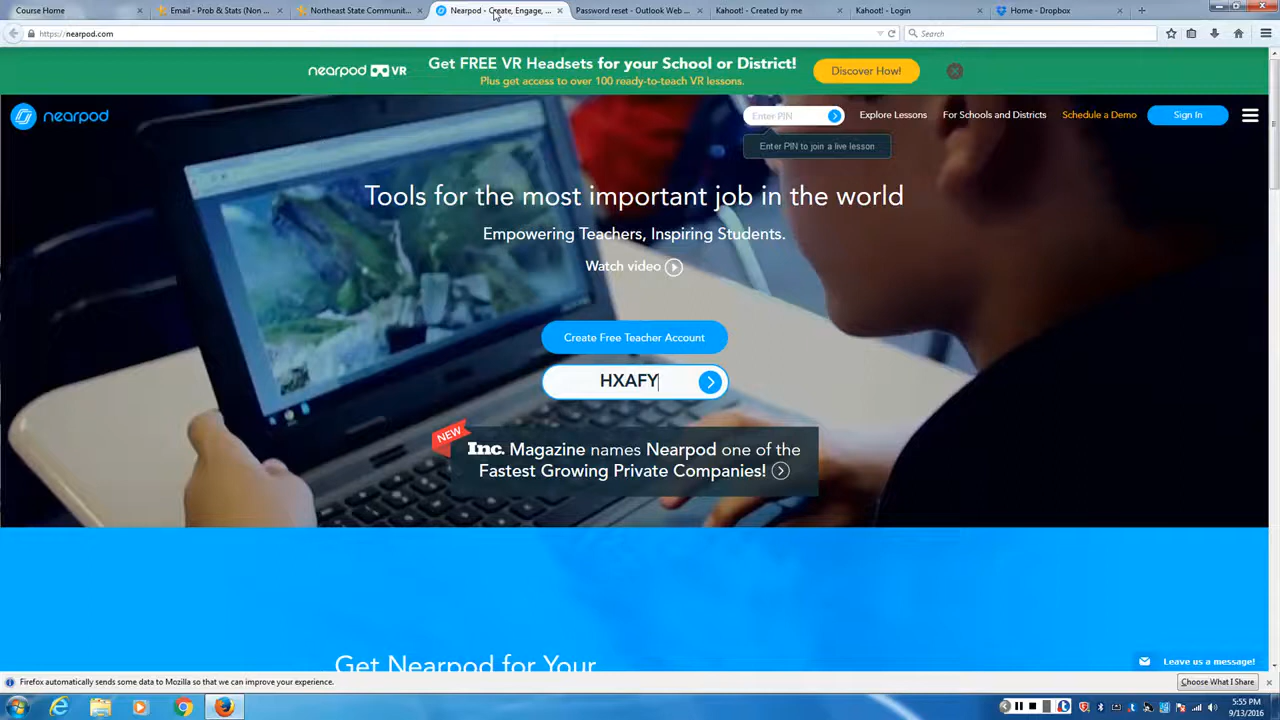 Course Home
Email - Prob & Stats (Non ...
Northeast State Communit...
Nearpod - Create, Engage, ...
Password reset - Outlook Web ...
Kahoot! - Created by me
Kahoot! - Login
Home - Dropbox
https://nearpod.com
Search
nearpod VR
Get FREE VR Headsets for your School or District!
Plus get access to over 100 ready-to-teach VR lessons.
Discover How!
nearpod
Enter PIN
Explore Lessons
For Schools and Districts
Schedule a Demo
Sign In
Enter PIN to join a live lesson
Tools for the most important job in the world
Empowering Teachers, Inspiring Students.
Watch video
Create Free Teacher Account
HXAFY
NEW
Inc. Magazine names Nearpod one of the
Fastest Growing Private Companies!
Get Nearpod for Your
Leave us a message!
Firefox automatically sends some data to Mozilla so that we can improve your experience.
Choose What I Share
5:55 PM
9/13/2016